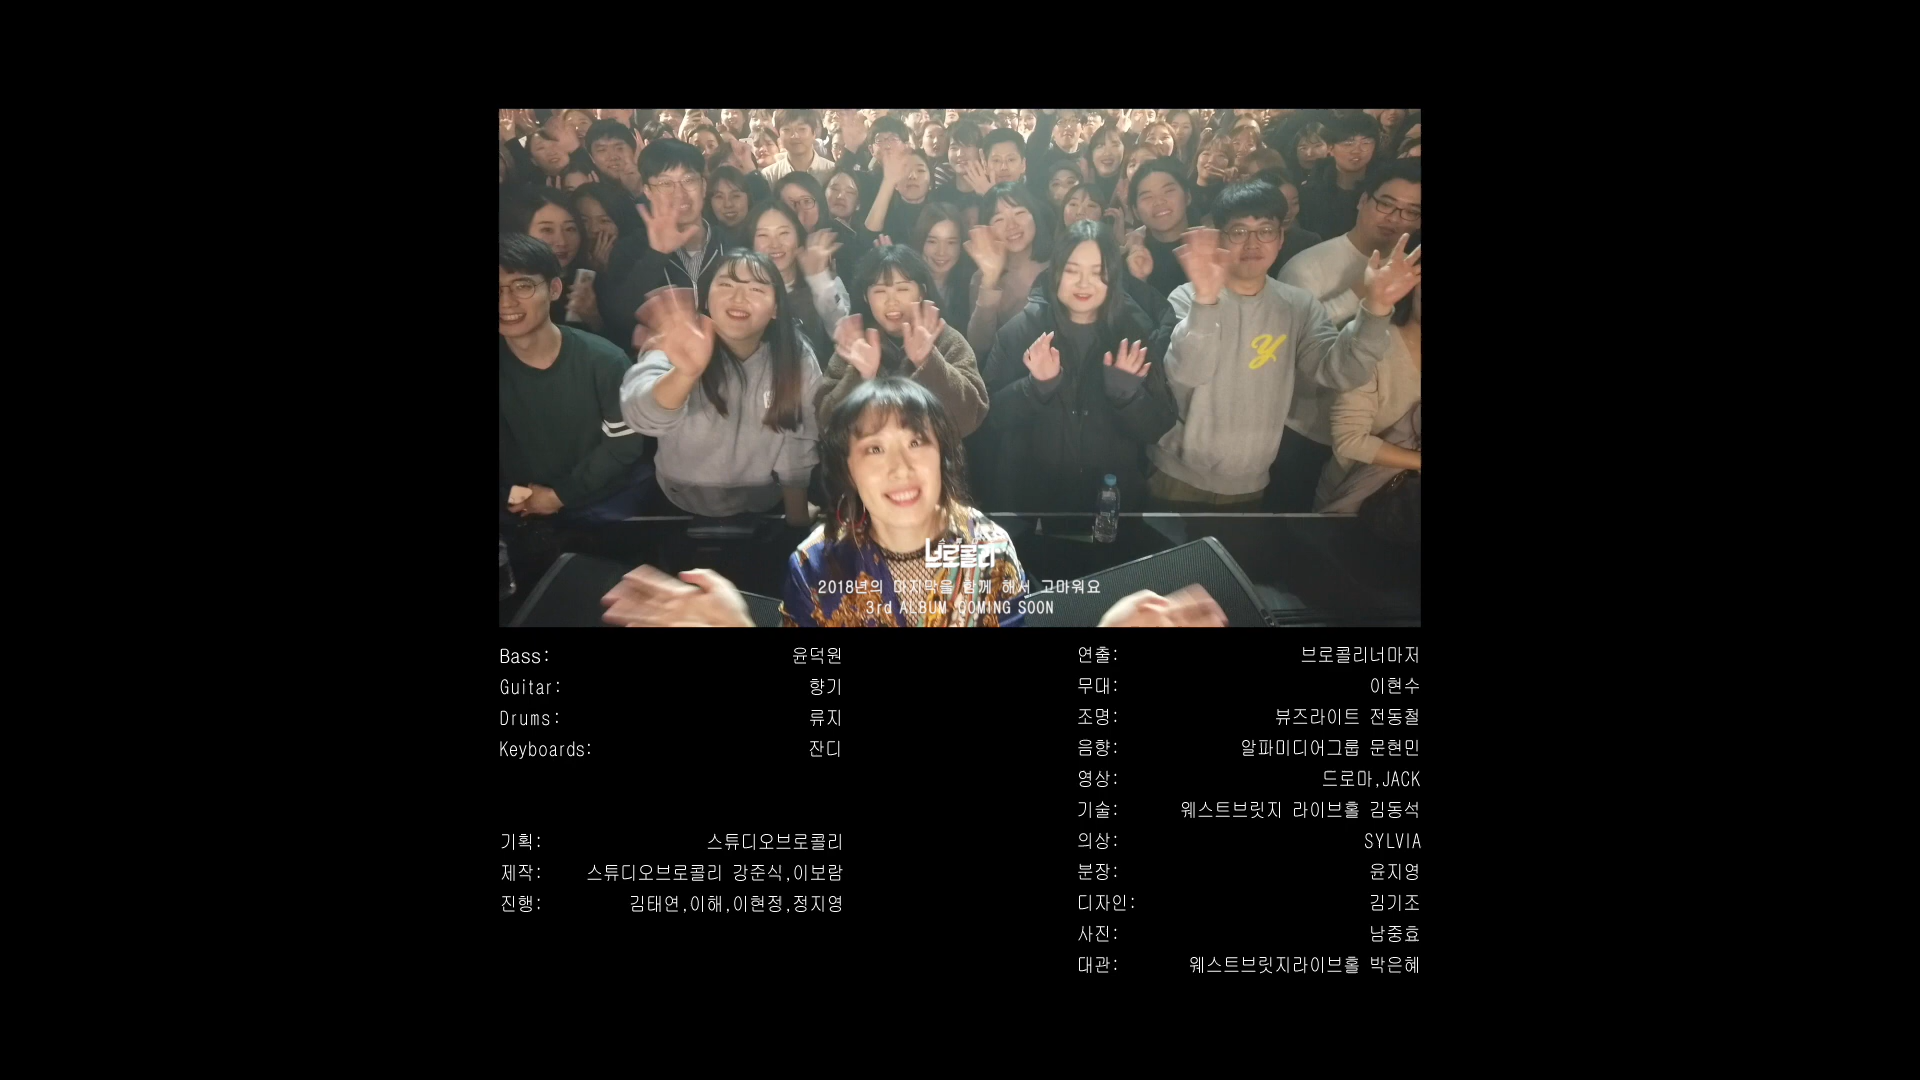 브로콜리
2018년의 마지막을 함께 해서 고마워요
3rd ALBUM COMING SOON
Bass: 윤덕원
Guitar: 향기
Drums: 류지
Keyboards: 잔디
기획: 스튜디오브로콜리
제작: 스튜디오브로콜리 강준식,이보람
진행: 김태연,이해,이현정,정지영
연출: 브로콜리너마저
무대: 이현수
조명: 뷰즈라이트 전동철
음향: 알파미디어그룹 문현민
영상: 드로마,JACK
기술: 웨스트브릿지 라이브홀 김동석
의상: SYLVIA
분장: 윤지영
디자인: 김기조
사진: 남중효
대관: 웨스트브릿지라이브홀 박은혜